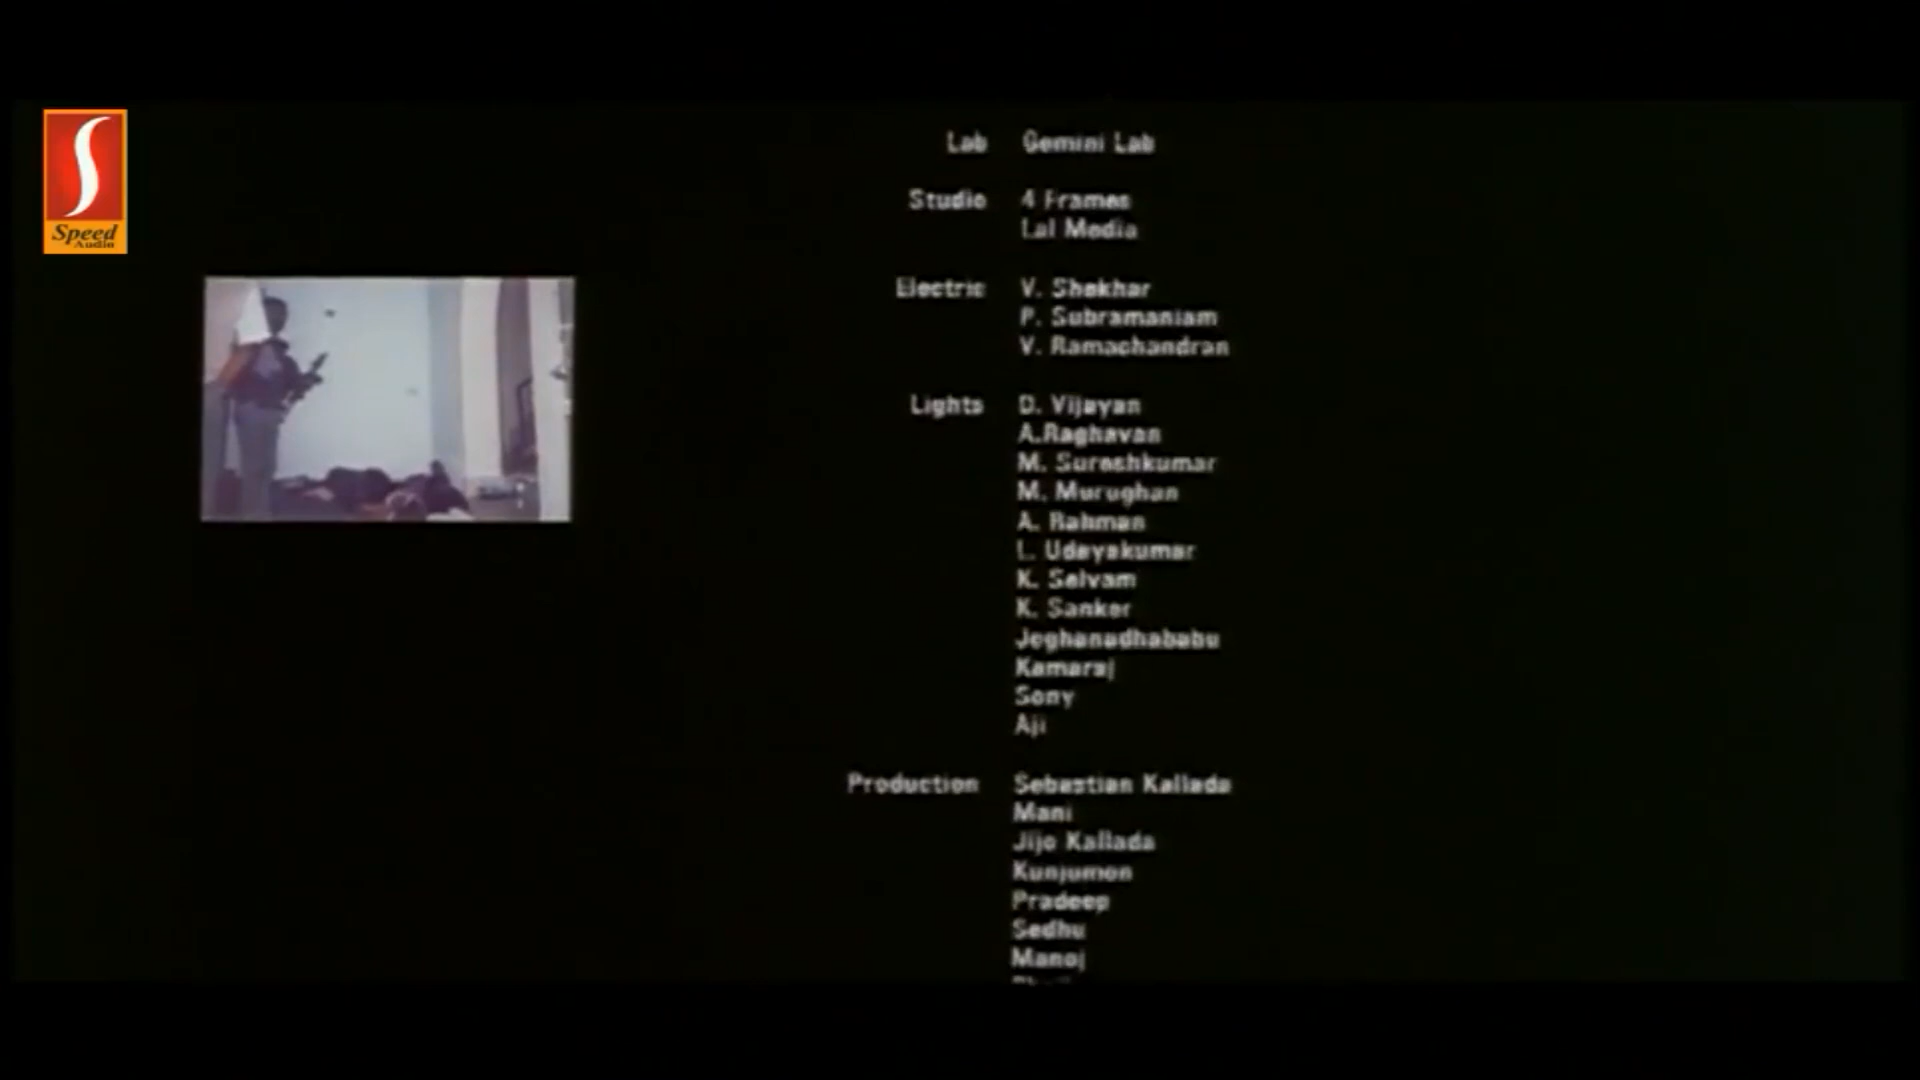 Speed
Audio
Lab Gemini Lab
Studio 4 Frames
Lal Media
Electric V. Shekhar
P. Subramaniam
V. Ramachandran
Lights D. Vijayan
A.Raghavan
M. Sureshkumar
M. Murughan
A. Rahman
L. Udayakumar
K. Selvam
K. Sanker
Jeghanadhababu
Kamaraj
Sony
Aji
Production Sebastian Kallada
Mani
Jijo Kallada
Kunjumon
Pradeep
Sedhu
Manoj